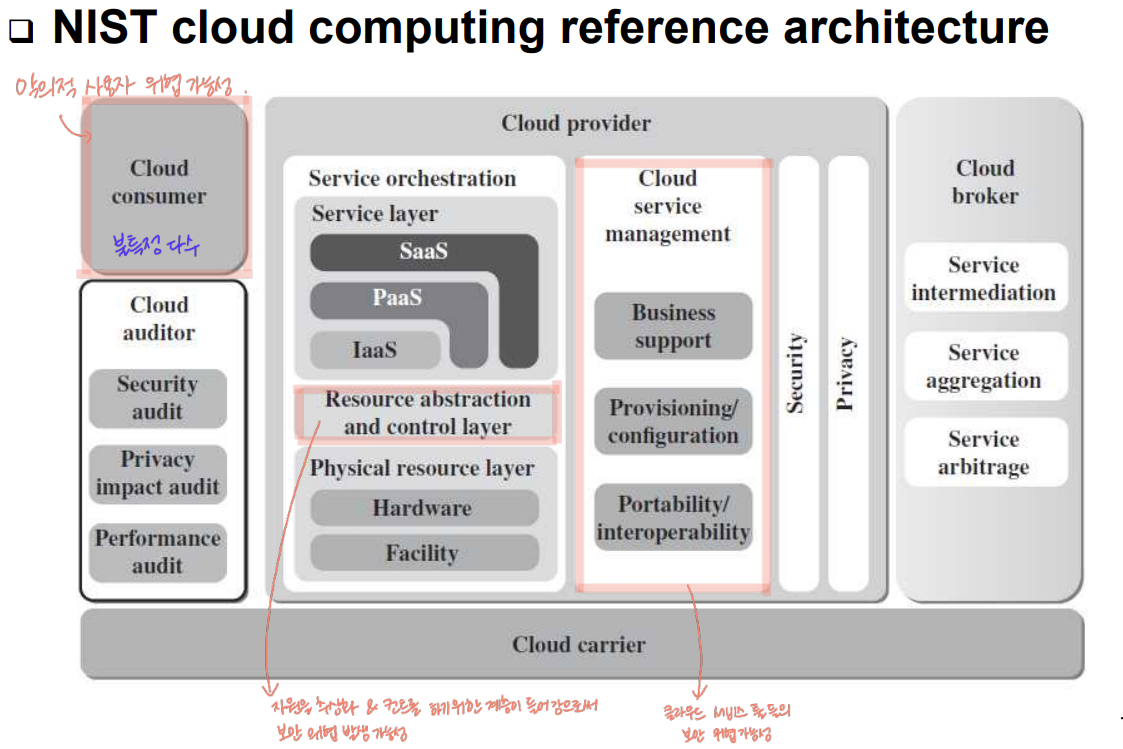 ❑ NIST cloud computing reference architecture
악의적 사용자 위협 가능성.
Cloud
consumer
불특정 다수
Cloud
auditor
Security
audit
Privacy
impact audit
Performance
audit
Cloud provider
Service orchestration
Service layer
SaaS
PaaS
IaaS
Resource abstraction
and control layer
Physical resource layer
Hardware
Facility
Cloud
service
management
Business
support
Provisioning/
configuration
Portability/
interoperability
Security
Privacy
Cloud
broker
Service
intermediation
Service
aggregation
Service
arbitrage
Cloud carrier
자원을 추상화 & 컨트롤 하기위한 계층이 들어감으로써
보안 위협 발생 가능성
클라우드 서비스 툴들의
보안 위협가능성